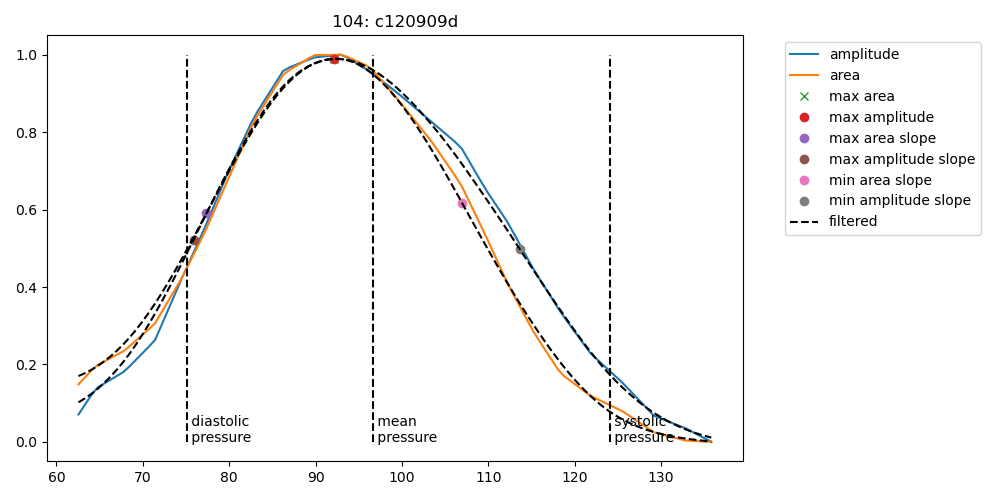 104: c120909d
1.0
0.8
0.6
0.4
0.2
0.0
60 70 80 90 100 110 120 130
diastolic
pressure
mean
pressure
systolic
pressure
amplitude
area
max area
max amplitude
max area slope
max amplitude slope
min area slope
min amplitude slope
filtered